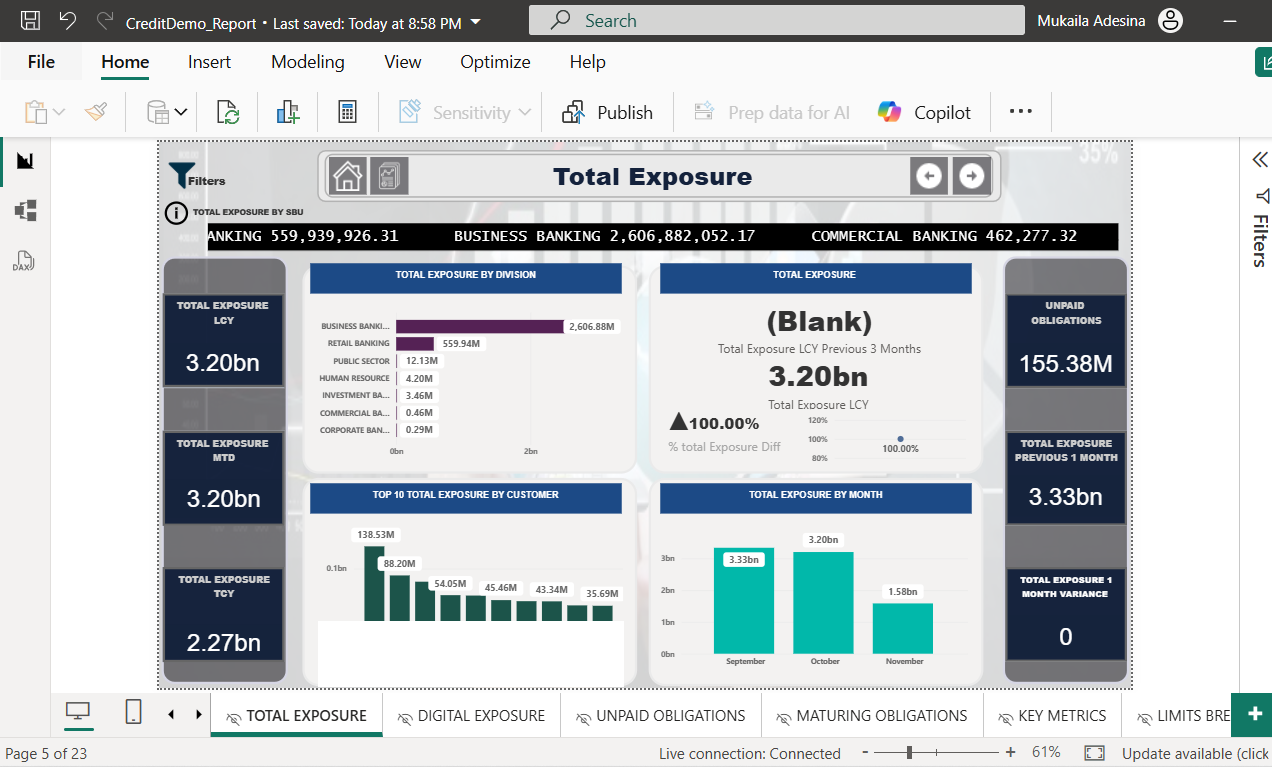 CreditDemo_Report • Last saved: Today at 8:58 PM
Search
Mukaila Adesina
File Home Insert Modeling View Optimize Help
Sensitivity
Publish
Prep data for AI
Copilot
Filters
Total Exposure
35%
TOTAL EXPOSURE BY SBU
ANKING 559,939,926.31 BUSINESS BANKING 2,606,882,052.17 COMMERCIAL BANKING 462,277.32
TOTAL EXPOSURE
LCY
3.20bn
TOTAL EXPOSURE
MTD
3.20bn
TOTAL EXPOSURE
TCY
2.27bn
TOTAL EXPOSURE BY DIVISION
BUSINESS BANKI... 2,606.88M
RETAIL BANKING 559.94M
PUBLIC SECTOR 12.13M
HUMAN RESOURCE 4.20M
INVESTMENT BA... 3.46M
COMMERCIAL BA... 0.46M
CORPORATE BAN... 0.29M
0bn 2bn
TOTAL EXPOSURE
(Blank)
Total Exposure LCY Previous 3 Months
3.20bn
Total Exposure LCY
▲100.00%
% total Exposure Diff
120%
100%
80%
100.00%
TOP 10 TOTAL EXPOSURE BY CUSTOMER
0.1bn
138.53M
88.20M
54.05M
45.46M
43.34M
35.69M
TOTAL EXPOSURE BY MONTH
3bn
2bn
1bn
0bn
3.33bn
3.20bn
1.58bn
September October November
UNPAID
OBLIGATIONS
155.38M
TOTAL EXPOSURE
PREVIOUS 1 MONTH
3.33bn
TOTAL EXPOSURE 1
MONTH VARIANCE
0
Filters
DAX
TOTAL EXPOSURE DIGITAL EXPOSURE UNPAID OBLIGATIONS MATURING OBLIGATIONS KEY METRICS LIMITS BRE
Page 5 of 23
Live connection: Connected
- + 61%
Update available (click